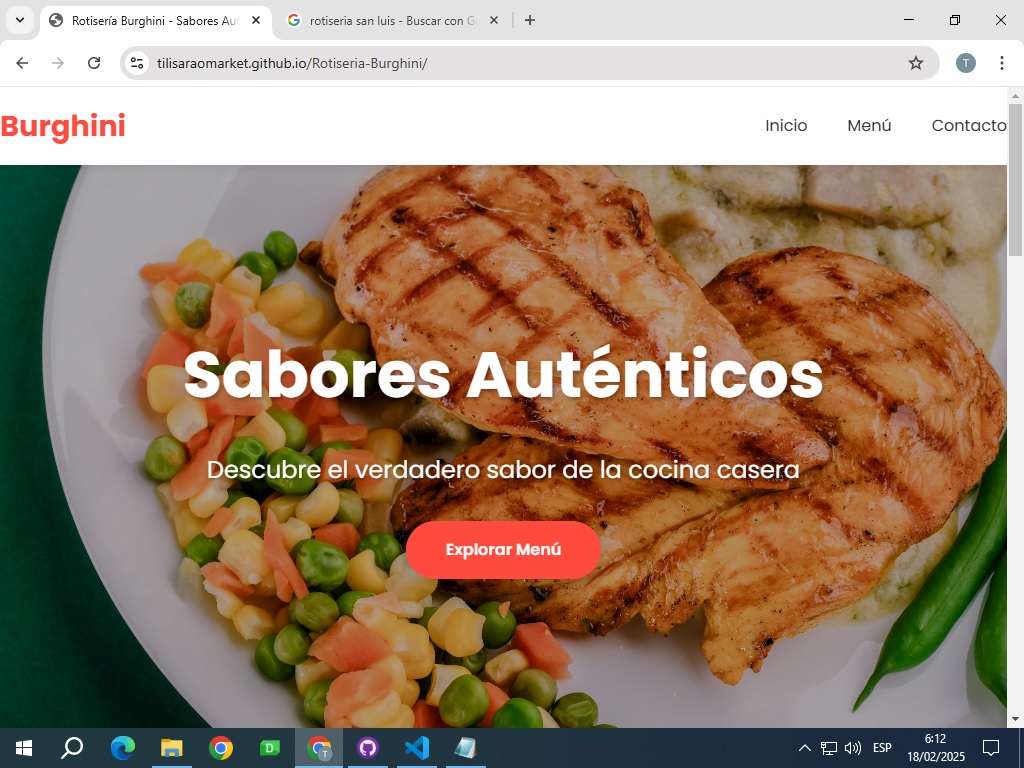 Rotisería Burghini - Sabores Aut
rotiseria san luis - Buscar con G
tilisaraomarket.github.io/Rotiseria-Burghini/
T
Burghini
Inicio
Menú
Contacto
Sabores Auténticos
Descubre el verdadero sabor de la cocina casera
Explorar Menú
D
T
ESP
6:12
18/02/2025